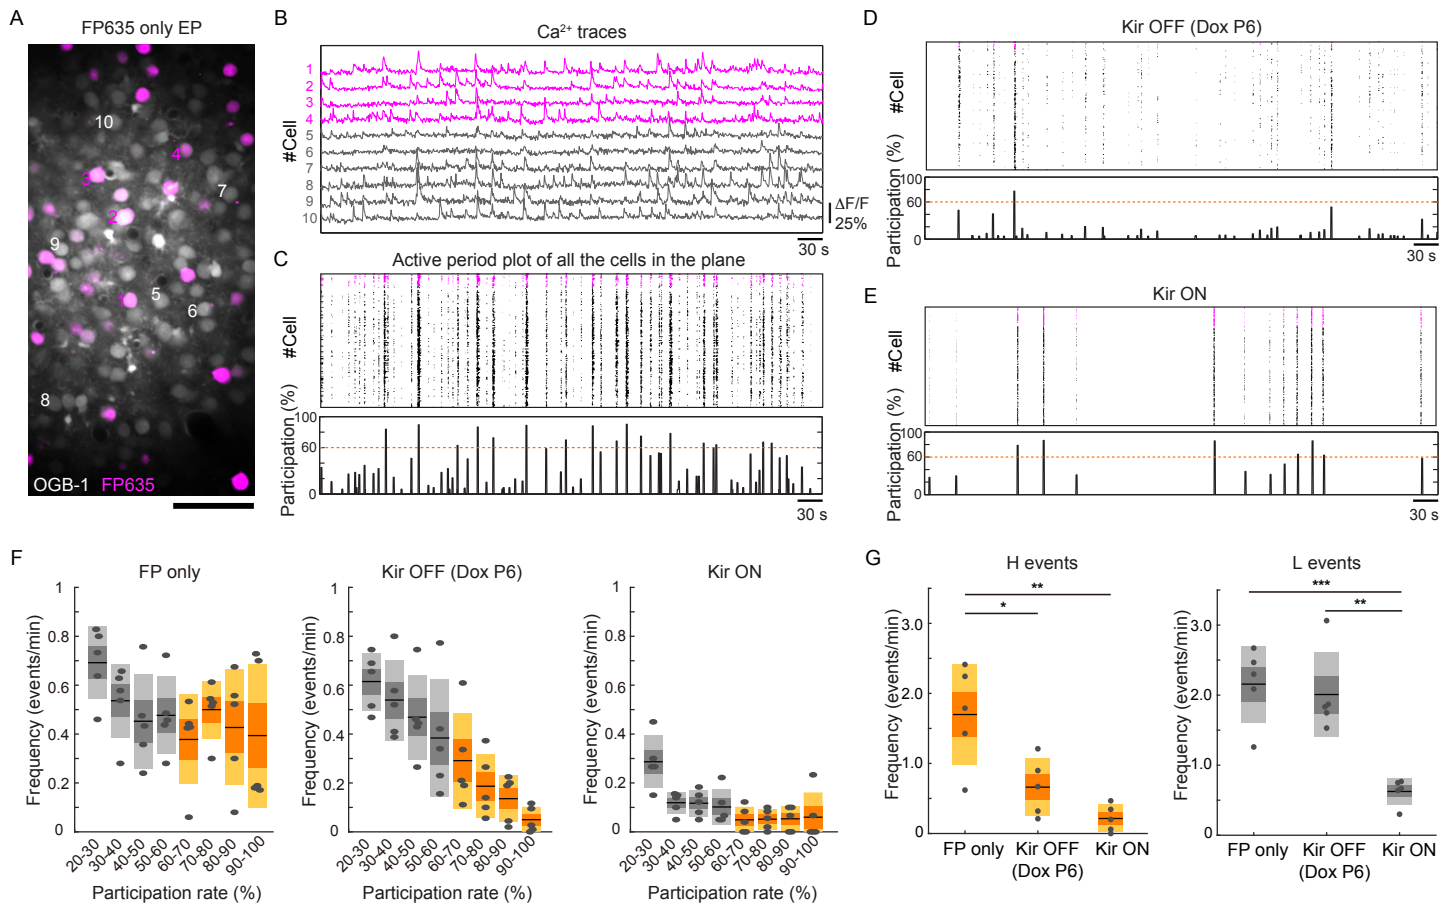 A
FP635 only EP
10
4
3
7
2
9
1
5
6
8
OGB-1 FP635
B
Ca²⁺ traces
#Cell
1
2
3
4
5
6
7
8
9
10
ΔF/F
25%
30 s
C
Active period plot of all the cells in the plane
#Cell
Participation (%)
100
60
0
30 s
D
Kir OFF (Dox P6)
#Cell
Participation (%)
100
60
0
30 s
E
Kir ON
#Cell
Participation (%)
100
60
0
30 s
F
FP only
Frequency (events/min)
1
0.8
0.6
0.4
0.2
0
20-30
30-40
40-50
50-60
60-70
70-80
80-90
90-100
Participation rate (%)
Kir OFF (Dox P6)
Frequency (events/min)
1
0.8
0.6
0.4
0.2
0
20-30
30-40
40-50
50-60
60-70
70-80
80-90
90-100
Participation rate (%)
Kir ON
Frequency (events/min)
1
0.8
0.6
0.4
0.2
0
20-30
30-40
40-50
50-60
60-70
70-80
80-90
90-100
Participation rate (%)
G
H events
**
*
Frequency (events/min)
3.0
2.0
1.0
0
FP only
Kir OFF
(Dox P6)
Kir ON
L events
***
**
Frequency (events/min)
3.0
2.0
1.0
0
FP only
Kir OFF
(Dox P6)
Kir ON